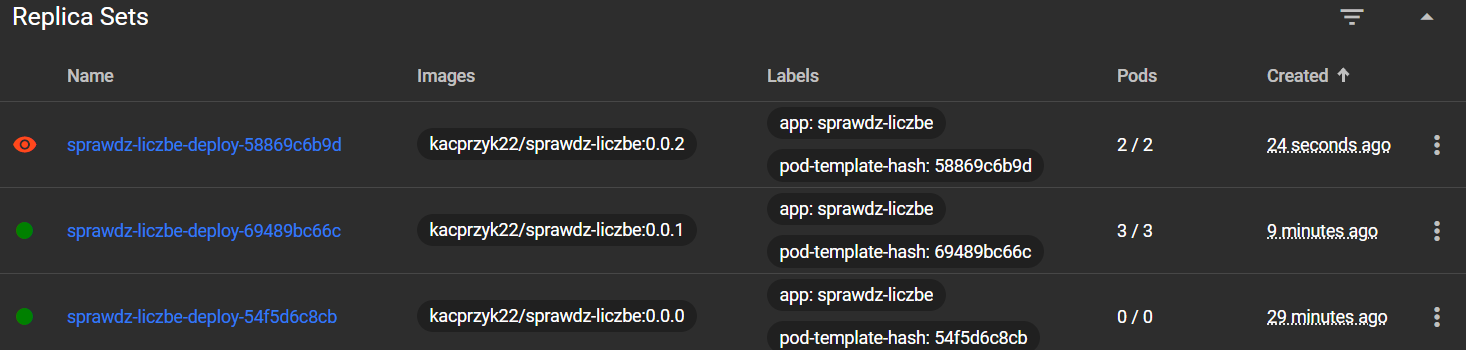 Replica Sets
Name Images Labels Pods Created
sprawdz-liczbe-deploy-58869c6b9d kacprzyk22/sprawdz-liczbe:0.0.2 app: sprawdz-liczbe pod-template-hash: 58869c6b9d 2 / 2 24 seconds ago
sprawdz-liczbe-deploy-69489bc66c kacprzyk22/sprawdz-liczbe:0.0.1 app: sprawdz-liczbe pod-template-hash: 69489bc66c 3 / 3 9 minutes ago
sprawdz-liczbe-deploy-54f5d6c8cb kacprzyk22/sprawdz-liczbe:0.0.0 app: sprawdz-liczbe pod-template-hash: 54f5d6c8cb 0 / 0 29 minutes ago